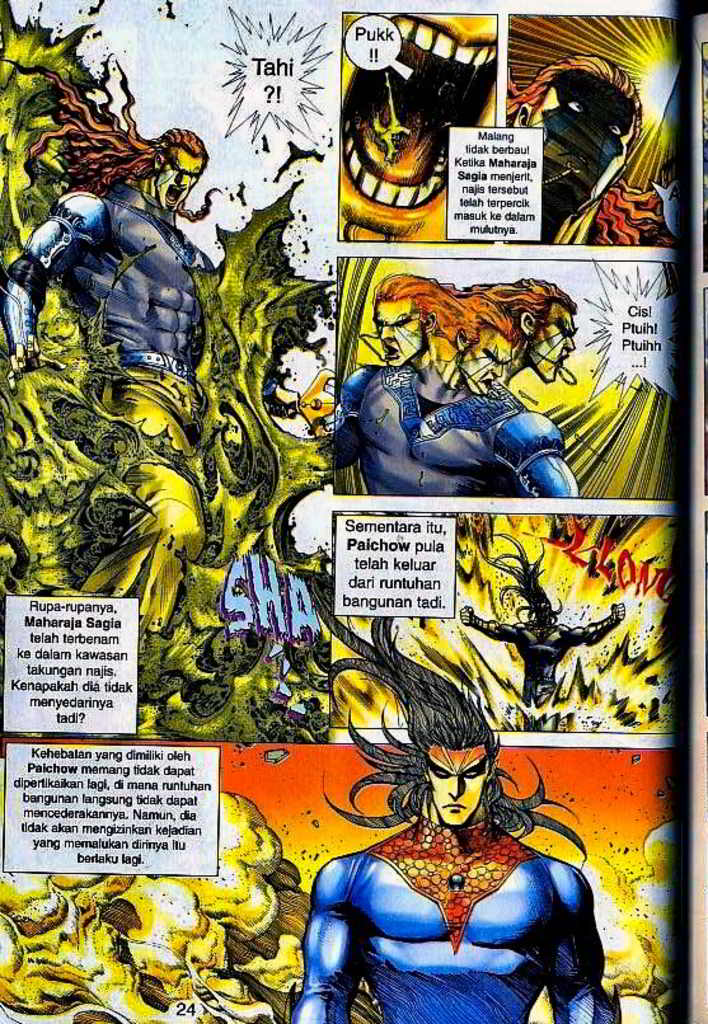 Tahi
?!
Pukk
!!
Malang
tidak berbau!
Ketika Maharaja
Sagia menjerit,
najis tersebut
telah terpercik
masuk ke dalam
mulutnya.
Cis!
Ptuih!
Ptuihh
...!
Rupa-rupanya,
Maharaja Sagia
telah terbenam
ke dalam kawasan
takungan najis.
Kenapakah dia tidak
menyedarinya
tadi?
SHA
Sementara itu,
Paichow pula
telah keluar
dari runtuhan
bangunan tadi.
Kehebatan yang dimiliki oleh
Paichow memang tidak dapat
dipertikaikan lagi, di mana runtuhan
bangunan langsung tidak dapat
mencederakannya. Namun, dia
tidak akan mengizinkan kejadian
yang memalukan dirinya itu
berlaku lagi.
24